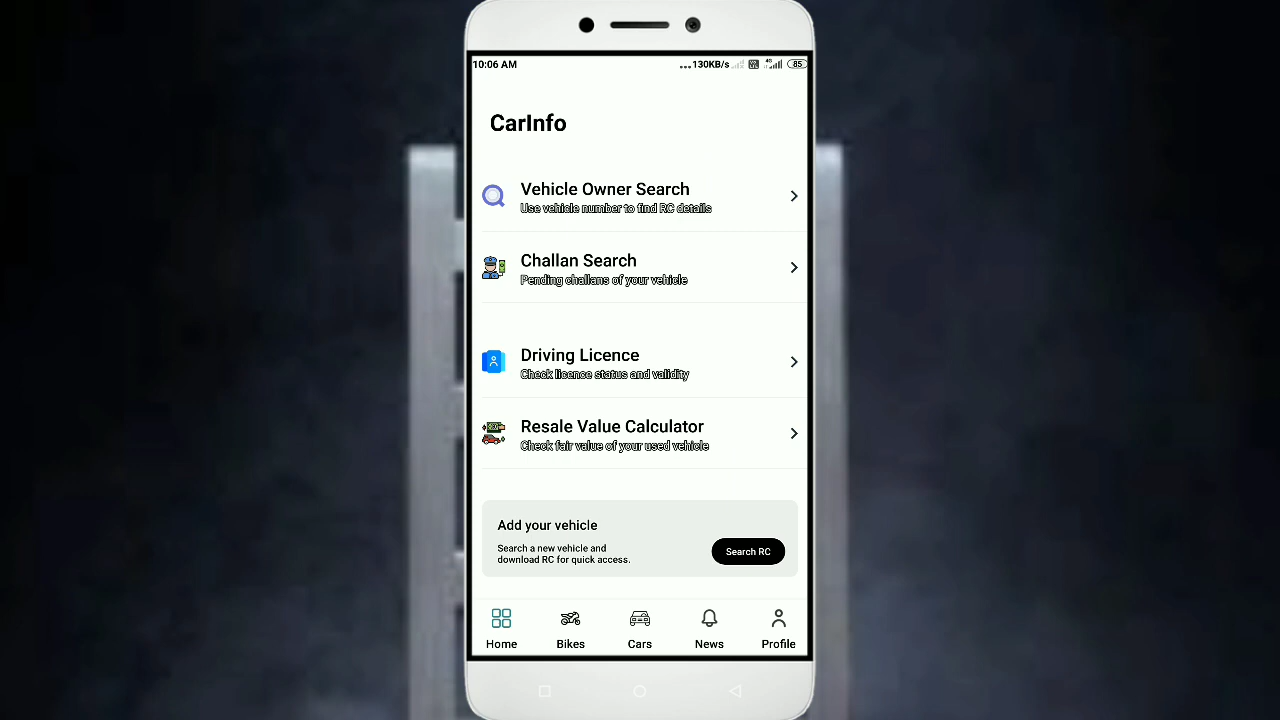 10:06 AM
...130KB/s 4G 85
CarInfo
Vehicle Owner Search
Use vehicle number to find RC details
Challan Search
Pending challans of your vehicle
Driving Licence
Check licence status and validity
Resale Value Calculator
Check fair value of your used vehicle
Add your vehicle
Search a new vehicle and
download RC for quick access.
Search RC
Home Bikes Cars News Profile